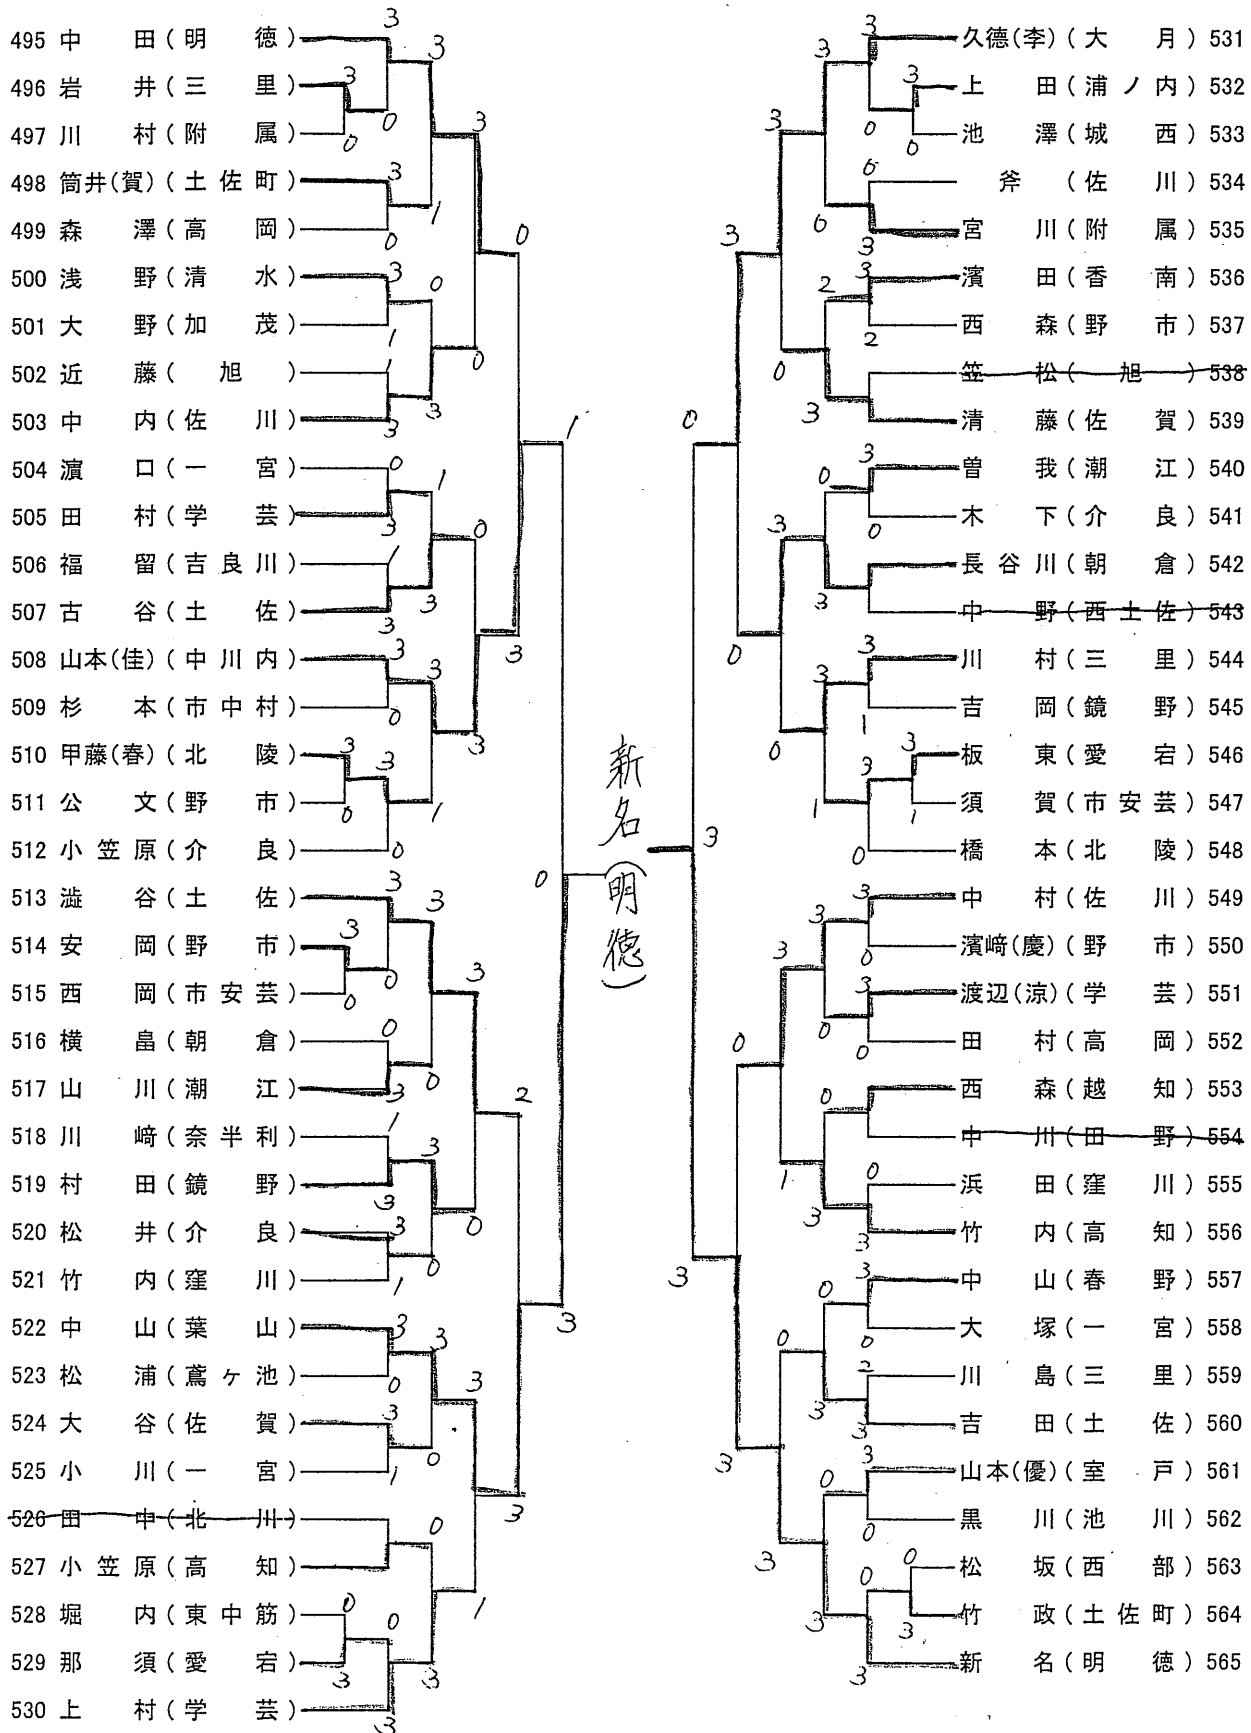 495 中田(明徳)
496 岩井(三里)
497 川村(附属)
498 筒井(賀)(土佐町)
499 森澤(高岡)
500 浅野(清水)
501 大野(加茂)
502 近藤(旭)
503 中内(佐川)
504 濵口(一宮)
505 田村(学芸)
506 福留(吉良川)
507 古谷(土佐)
508 山本(佳)(中川内)
509 杉本(市中村)
510 甲藤(春)(北陵)
511 公文(野市)
512 小笠原(介良)
513 澁谷(土佐)
514 安岡(野市)
515 西岡(市安芸)
516 横畠(朝倉)
517 山川(潮江)
518 川﨑(奈半利)
519 村田(鏡野)
520 松井(介良)
521 竹内(窪川)
522 中山(葉山)
523 松浦(鳶ヶ池)
524 大谷(佐賀)
525 小川(一宮)
526 田中(北川)
527 小笠原(高知)
528 堀内(東中筋)
529 那須(愛宕)
530 上村(学芸)
新名(明徳)
久徳(李)(大月) 531
上田(浦ノ内) 532
池澤(城西) 533
斧(佐川) 534
宮川(附属) 535
濱田(香南) 536
西森(野市) 537
笠松(旭) 538
清藤(佐賀) 539
曽我(潮江) 540
木下(介良) 541
長谷川(朝倉) 542
中野(西土佐) 543
川村(三里) 544
吉岡(鏡野) 545
板東(愛宕) 546
須賀(市安芸) 547
橋本(北陵) 548
中村(佐川) 549
濱﨑(慶)(野市) 550
渡辺(涼)(学芸) 551
田村(高岡) 552
西森(越知) 553
中川(田野) 554
浜田(窪川) 555
竹内(高知) 556
中山(春野) 557
大塚(一宮) 558
川島(三里) 559
吉田(土佐) 560
山本(優)(室戸) 561
黒川(池川) 562
松坂(西部) 563
竹政(土佐町) 564
新名(明徳) 565